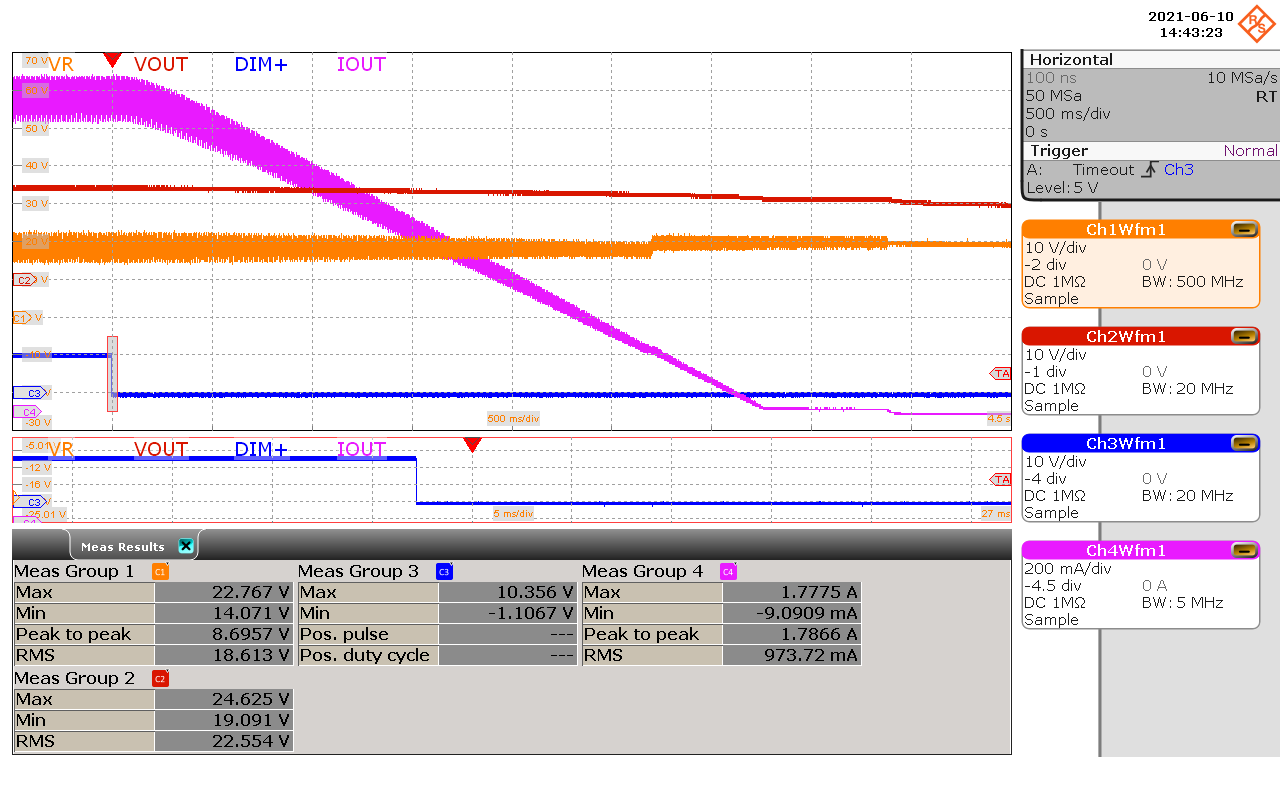 2021-06-10
14:43:23
R&S
70 V VR VOUT DIM+ IOUT
60 V
50 V
40 V
30 V
20 V
C2 V
C1 V
-10 V
C3
C4
-30 V
500 ms/div
4.5 s
TA
-5.01 VR VOUT DIM+ IOUT
-12 V
-16 V
C3
-25.01 V
C4
5 ms/div
27 ms
TA
Horizontal
100 ns 10 MSa/s
50 MSa RT
500 ms/div
0 s
Trigger Normal
A: Timeout Ch3
Level: 5 V
Ch1Wfm1
10 V/div
-2 div 0 V
DC 1MΩ BW: 500 MHz
Sample
Ch2Wfm1
10 V/div
-1 div 0 V
DC 1MΩ BW: 20 MHz
Sample
Ch3Wfm1
10 V/div
-4 div 0 V
DC 1MΩ BW: 20 MHz
Sample
Ch4Wfm1
200 mA/div
-4.5 div 0 A
DC 1MΩ BW: 5 MHz
Sample
Meas Results
Meas Group 1 C1
Max 22.767 V
Min 14.071 V
Peak to peak 8.6957 V
RMS 18.613 V
Meas Group 3 C3
Max 10.356 V
Min -1.1067 V
Pos. pulse ---
Pos. duty cycle ---
Meas Group 4 C4
Max 1.7775 A
Min -9.0909 mA
Peak to peak 1.7866 A
RMS 973.72 mA
Meas Group 2 C2
Max 24.625 V
Min 19.091 V
RMS 22.554 V